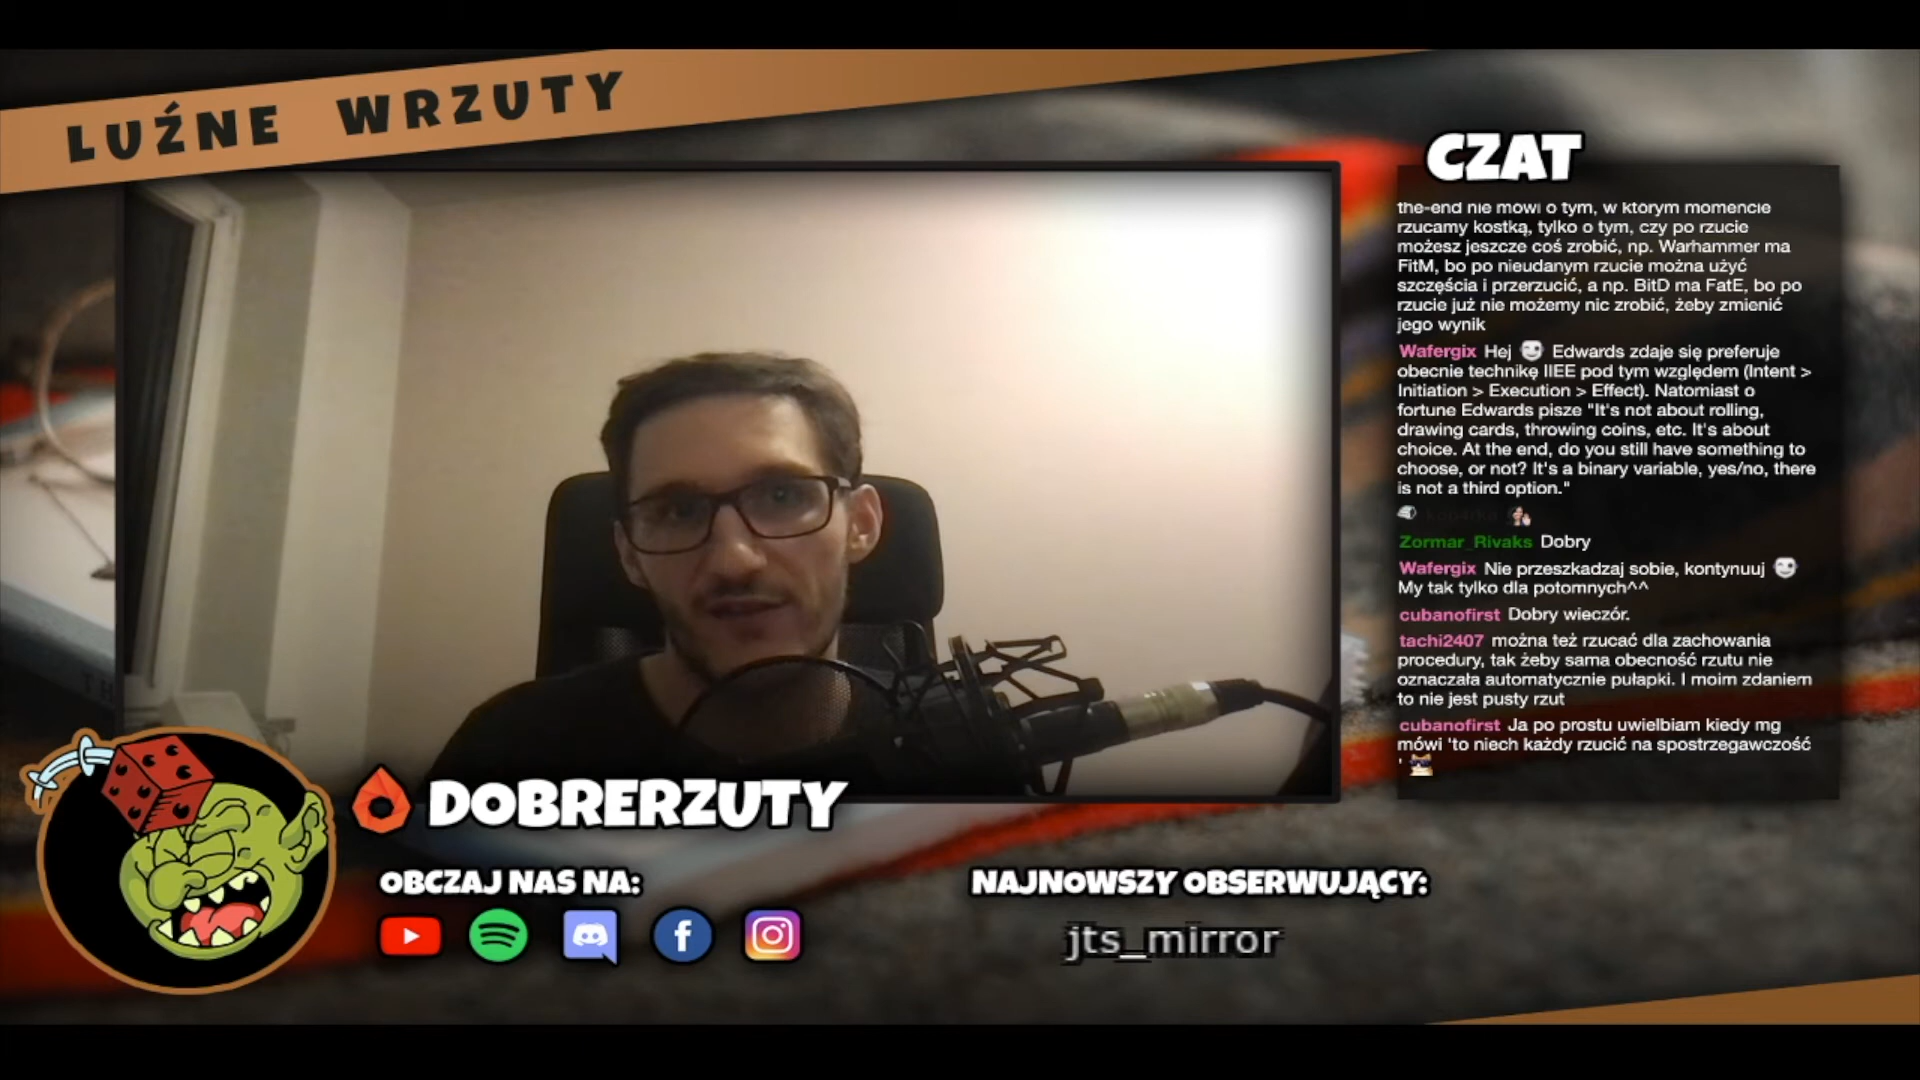 LUŹNE WRZUTY
CZAT
the-end nie mówi o tym, w którym momencie
rzucamy kostką, tylko o tym, czy po rzucie
możesz jeszcze coś zrobić, np. Warhammer ma
FitM, bo po nieudanym rzucie można użyć
szczęścia i przerzucić, a np. BitD ma FatE, bo po
rzucie już nie możemy nic zrobić, żeby zmienić
jego wynik
Wafergix Hej Edwards zdaje się preferuje
obecnie technikę IIEE pod tym względem (Intent >
Initiation > Execution > Effect). Natomiast o
fortune Edwards pisze "It's not about rolling,
drawing cards, throwing coins, etc. It's about
choice. At the end, do you still have something to
choose, or not? It's a binary variable, yes/no, there
is not a third option."
Zormar_Rivaks Dobry
Wafergix Nie przeszkadzaj sobie, kontynuuj
My tak tylko dla potomnych^^
cubanofirst Dobry wieczór.
tachi2407 można też rzucać dla zachowania
procedury, tak żeby sama obecność rzutu nie
oznaczała automatycznie pułapki. I moim zdaniem
to nie jest pusty rzut
cubanofirst Ja po prostu uwielbiam kiedy mg
mówi 'to niech każdy rzucić na spostrzegawczość
'
DOBRERZUTY
OBCZAJ NAS NA:
NAJNOWSZY OBSERWUJĄCY:
jts_mirror